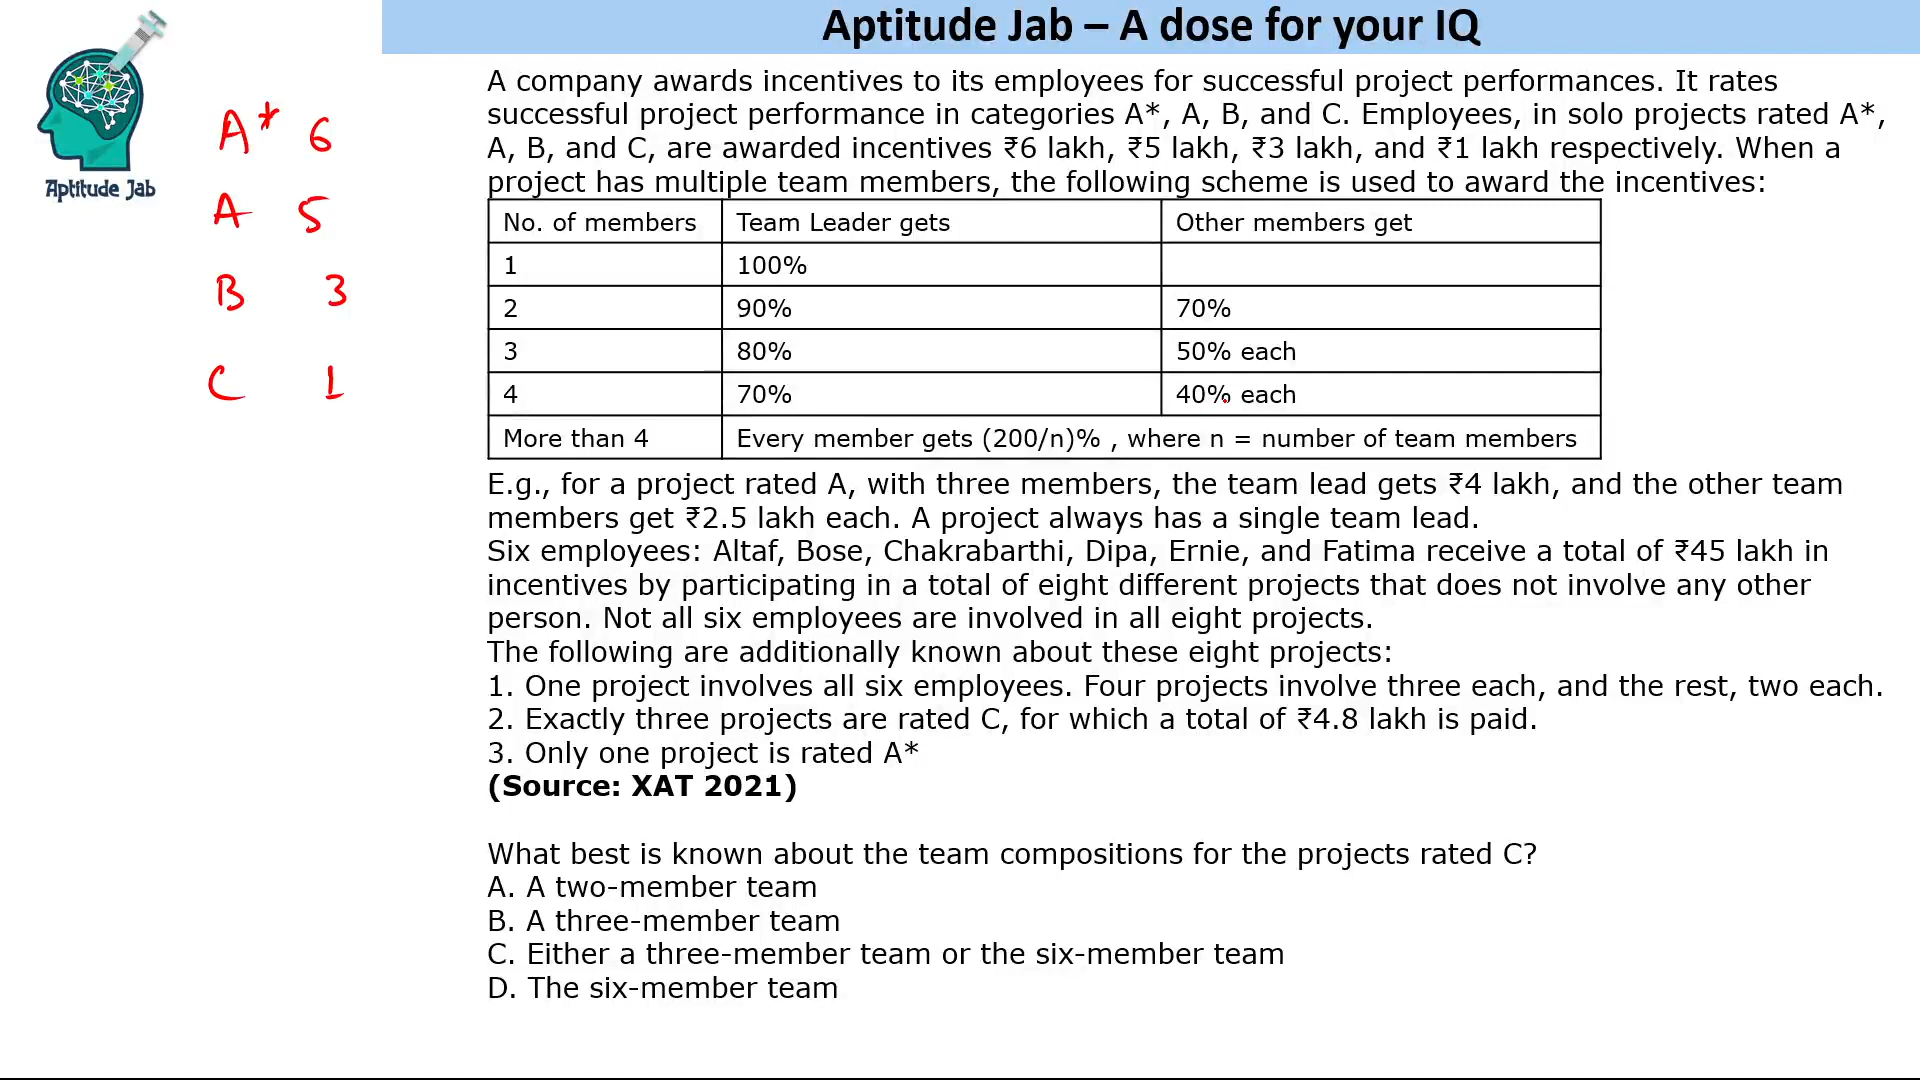 Aptitude Jab – A dose for your IQ
Aptitude Jab
A* 6
A 5
B 3
C 1
A company awards incentives to its employees for successful project performances. It rates
successful project performance in categories A*, A, B, and C. Employees, in solo projects rated A*,
A, B, and C, are awarded incentives ₹6 lakh, ₹5 lakh, ₹3 lakh, and ₹1 lakh respectively. When a
project has multiple team members, the following scheme is used to award the incentives:
No. of members Team Leader gets Other members get
1 100%
2 90% 70%
3 80% 50% each
4 70% 40% each
More than 4 Every member gets (200/n)% , where n = number of team members
E.g., for a project rated A, with three members, the team lead gets ₹4 lakh, and the other team
members get ₹2.5 lakh each. A project always has a single team lead.
Six employees: Altaf, Bose, Chakrabarthi, Dipa, Ernie, and Fatima receive a total of ₹45 lakh in
incentives by participating in a total of eight different projects that does not involve any other
person. Not all six employees are involved in all eight projects.
The following are additionally known about these eight projects:
1. One project involves all six employees. Four projects involve three each, and the rest, two each.
2. Exactly three projects are rated C, for which a total of ₹4.8 lakh is paid.
3. Only one project is rated A*
(Source: XAT 2021)
What best is known about the team compositions for the projects rated C?
A. A two-member team
B. A three-member team
C. Either a three-member team or the six-member team
D. The six-member team